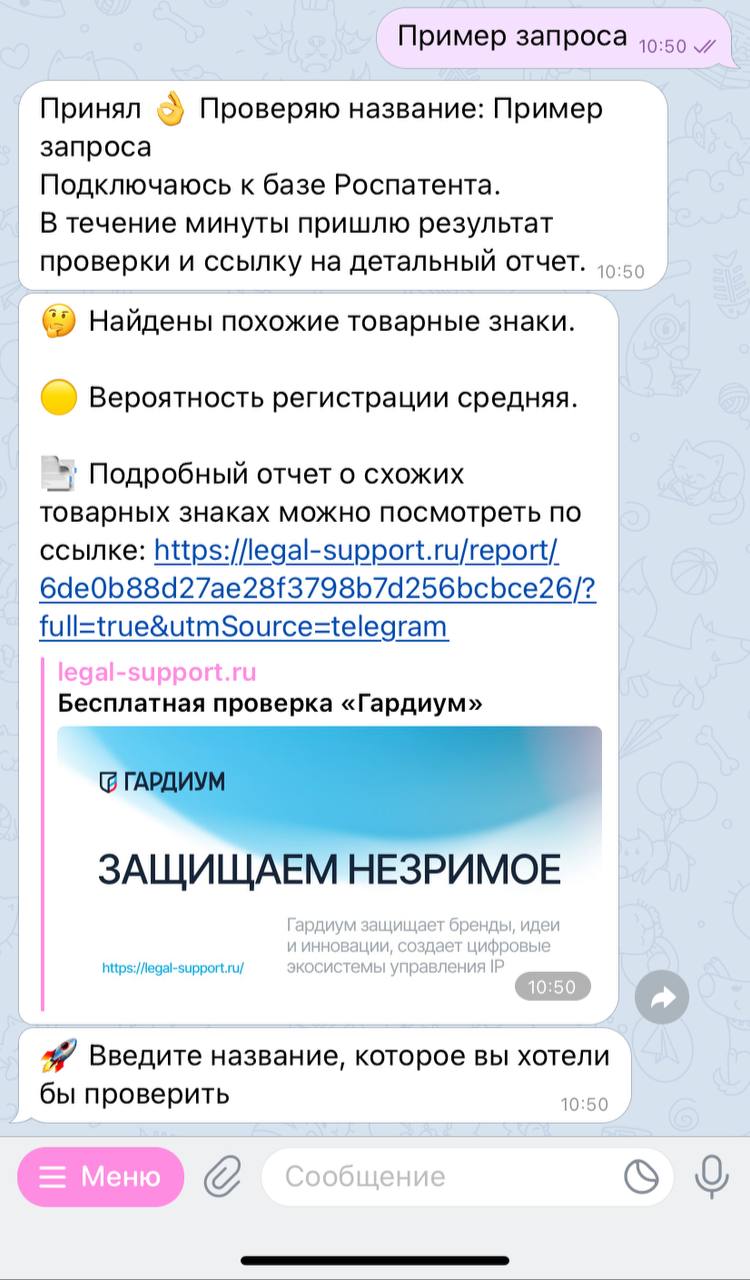 Пример запроса 10:50
Принял 👌 Проверяю название: Пример
запроса
Подключаюсь к базе Роспатента.
В течение минуты пришлю результат
проверки и ссылку на детальный отчет. 10:50
🤔 Найдены похожие товарные знаки.
🟡 Вероятность регистрации средняя.
📄 Подробный отчет о схожих
товарных знаках можно посмотреть по
ссылке: https://legal-support.ru/report/
6de0b88d27ae28f3798b7d256bcbce26/?
full=true&utmSource=telegram
legal-support.ru
Бесплатная проверка «Гардиум»
ГАРДИУМ
ЗАЩИЩАЕМ НЕЗРИМОЕ
Гардиум защищает бренды, идеи
и инновации, создает цифровые
экосистемы управления IP
https://legal-support.ru/
10:50
🚀 Введите название, которое вы хотели
бы проверить 10:50
Меню Сообщение